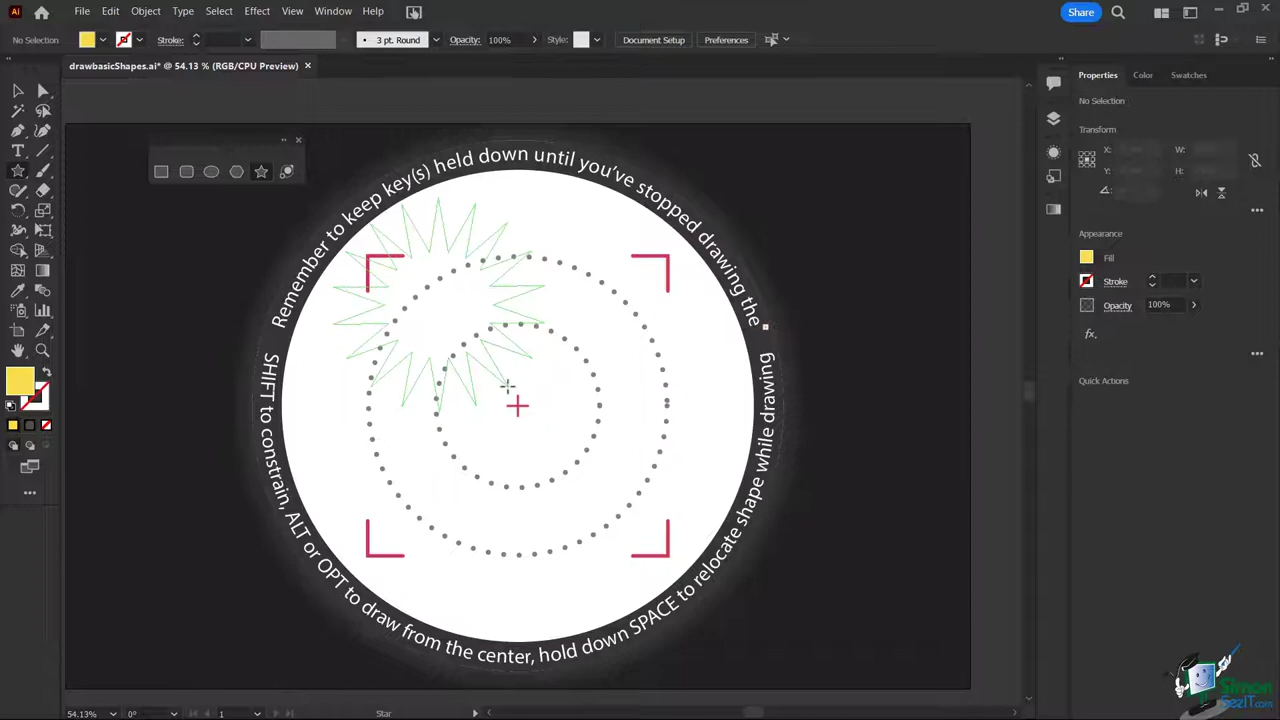 File Edit Object Type Select Effect View Window Help
Share
No Selection
Stroke:
3 pt. Round
Opacity: 100%
Style:
Document Setup
Preferences
drawbasicShapes.ai* @ 54.13 % (RGB/CPU Preview)
Properties
Color
Swatches
No Selection
Transform
X:
W:
Y:
H:
Appearance
Fill
Stroke
Opacity 100%
fx.
Quick Actions
Remember to keep key(s) held down until you've stopped drawing the
SHIFT to constrain, ALT or OPT to draw from the center, hold down SPACE to relocate shape while drawing
54.13%
0°
1
Star
Simon
SezIT.com